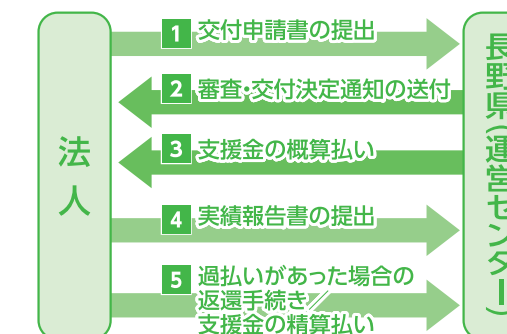 法人
1 交付申請書の提出
2 審査・交付決定通知の送付
3 支援金の概算払い
4 実績報告書の提出
5 過払いがあった場合の
返還手続き／
支援金の精算払い
長野県(運営センター)